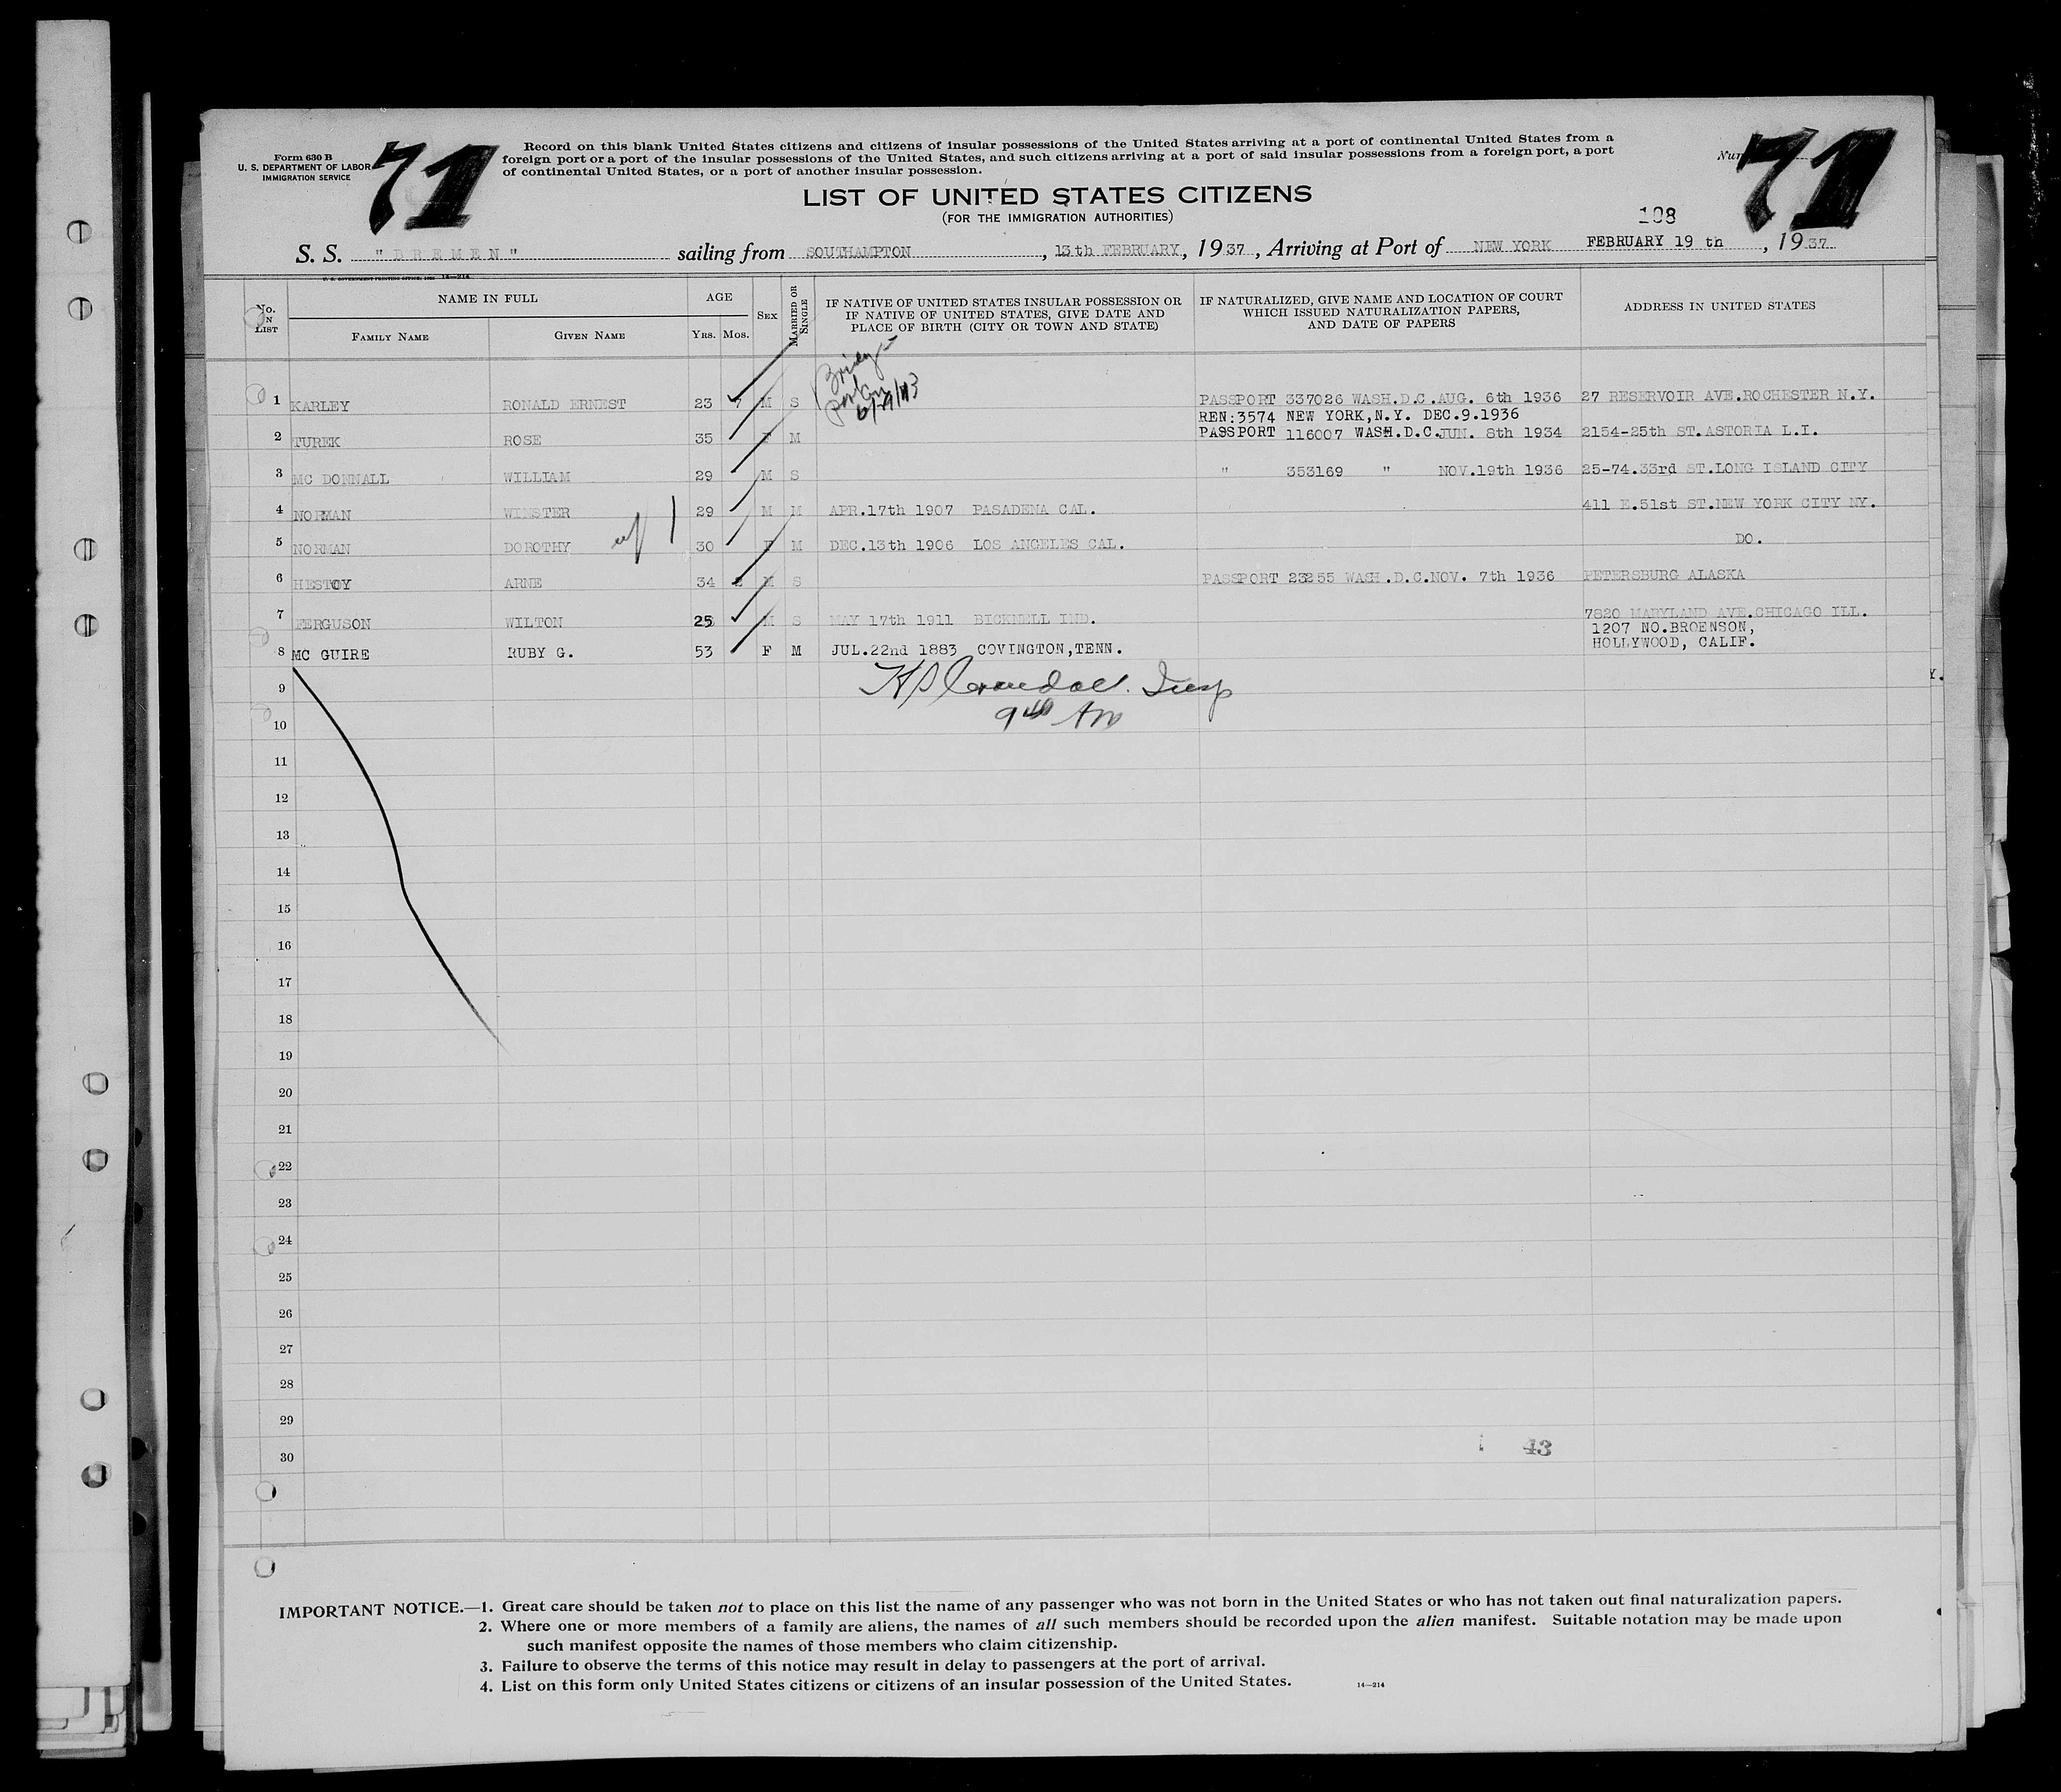 Form 630 B
U. S. DEPARTMENT OF LABOR
IMMIGRATION SERVICE
71
Record on this blank United States citizens and citizens of insular possessions of the United States arriving at a port of continental United States from a
foreign port or a port of the insular possessions of the United States, and such citizens arriving at a port of said insular possessions from a foreign port, a port
of continental United States, or a port of another insular possession.
71
LIST OF UNITED STATES CITIZENS
(FOR THE IMMIGRATION AUTHORITIES)
108
S. S. "BREMEN" sailing from SOUTHAMPTON, 13th FEBRUARY, 1937, Arriving at Port of NEW YORK FEBRUARY 19 th, 1937
No. ON LIST
NAME IN FULL
FAMILY NAME GIVEN NAME
AGE
YRS. MOS.
SEX
MARRIED OR SINGLE
IF NATIVE OF UNITED STATES INSULAR POSSESSION OR
IF NATIVE OF UNITED STATES, GIVE DATE AND
PLACE OF BIRTH (CITY OR TOWN AND STATE)
IF NATURALIZED, GIVE NAME AND LOCATION OF COURT
WHICH ISSUED NATURALIZATION PAPERS,
AND DATE OF PAPERS
ADDRESS IN UNITED STATES
6/29/43
1 KARLEY RONALD ERNEST 23 7 M S PASSPORT 337026 WASH.D.C.AUG. 6th 1936 27 RESERVOIR AVE.ROCHESTER N.Y.
REN:3574 NEW YORK,N.Y. DEC.9.1936
2 TUREK ROSE 35 F M PASSPORT 116007 WASH.D.C.JUN. 8th 1934 2154-25th ST.ASTORIA L.I.
3 MC DONNALL WILLIAM 29 M S " 353169 " NOV.19th 1936 25-74.33rd ST.LONG ISLAND CITY
4 NORMAN WINSTER 29 M M APR.17th 1907 PASADENA CAL. 411 E.51st ST.NEW YORK CITY NY.
5 NORMAN DOROTHY 30 F M DEC.13th 1906 LOS ANGELES CAL. DO.
6 HESTOY ARNE 34 M S PASSPORT 23255 WASH.D.C.NOV. 7th 1936 PETERSBURG ALASKA
7 FERGUSON WILTON 25 M S MAY 17th 1911 BICKNELL IND. 7820 MARYLAND AVE.CHICAGO ILL.
1207 NO.BROENSON,
8 MC GUIRE RUBY G. 53 F M JUL.22nd 1883 COVINGTON,TENN. HOLLYWOOD, CALIF.
Y.
9
10
11
12
13
14
15
16
17
18
19
20
21
22
23
24
25
26
27
28
29
43
30
IMPORTANT NOTICE.—1. Great care should be taken not to place on this list the name of any passenger who was not born in the United States or who has not taken out final naturalization papers.
2. Where one or more members of a family are aliens, the names of all such members should be recorded upon the alien manifest. Suitable notation may be made upon
such manifest opposite the names of those members who claim citizenship.
3. Failure to observe the terms of this notice may result in delay to passengers at the port of arrival.
4. List on this form only United States citizens or citizens of an insular possession of the United States.
14—214